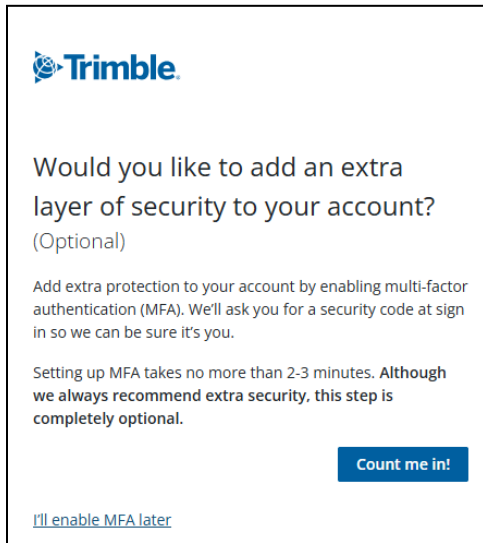 Trimble.
Would you like to add an extra
layer of security to your account?
(Optional)
Add extra protection to your account by enabling multi-factor
authentication (MFA). We’ll ask you for a security code at sign
in so we can be sure it’s you.
Setting up MFA takes no more than 2-3 minutes. Although
we always recommend extra security, this step is
completely optional.
Count me in!
I'll enable MFA later